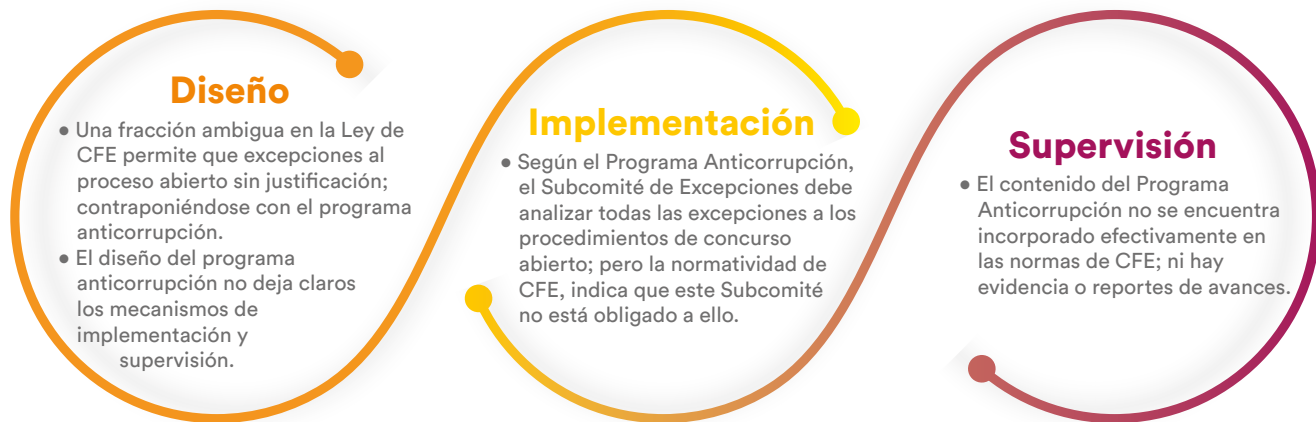 Diseño
• Una fracción ambigua en la Ley de
CFE permite que excepciones al
proceso abierto sin justificación;
contraponiéndose con el programa
anticorrupción.
• El diseño del programa
anticorrupción no deja claros
los mecanismos de
implementación y
supervisión.
Implementación
• Según el Programa Anticorrupción,
el Subcomité de Excepciones debe
analizar todas las excepciones a los
procedimientos de concurso
abierto; pero la normatividad de
CFE, indica que este Subcomité
no está obligado a ello.
Supervisión
• El contenido del Programa
Anticorrupción no se encuentra
incorporado efectivamente en
las normas de CFE; ni hay
evidencia o reportes de avances.